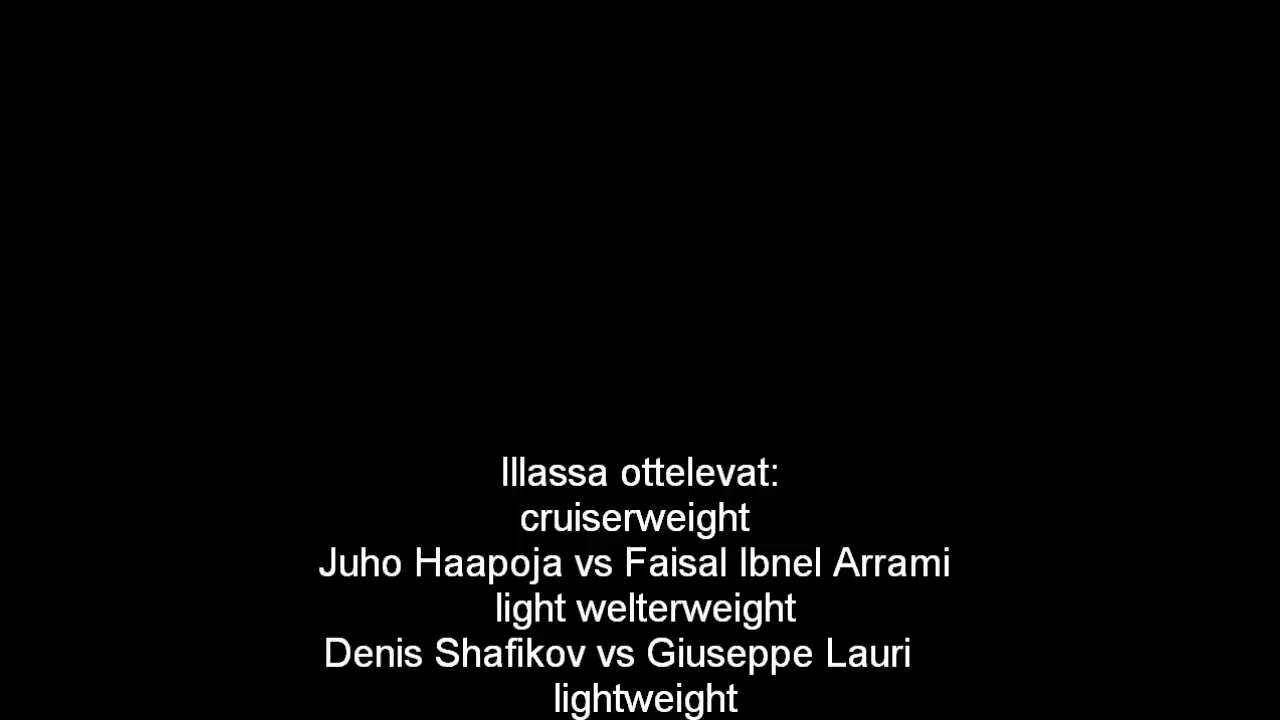 Illassa ottelevat:
cruiserweight
Juho Haapoja vs Faisal Ibnel Arrami
light welterweight
Denis Shafikov vs Giuseppe Lauri
lightweight